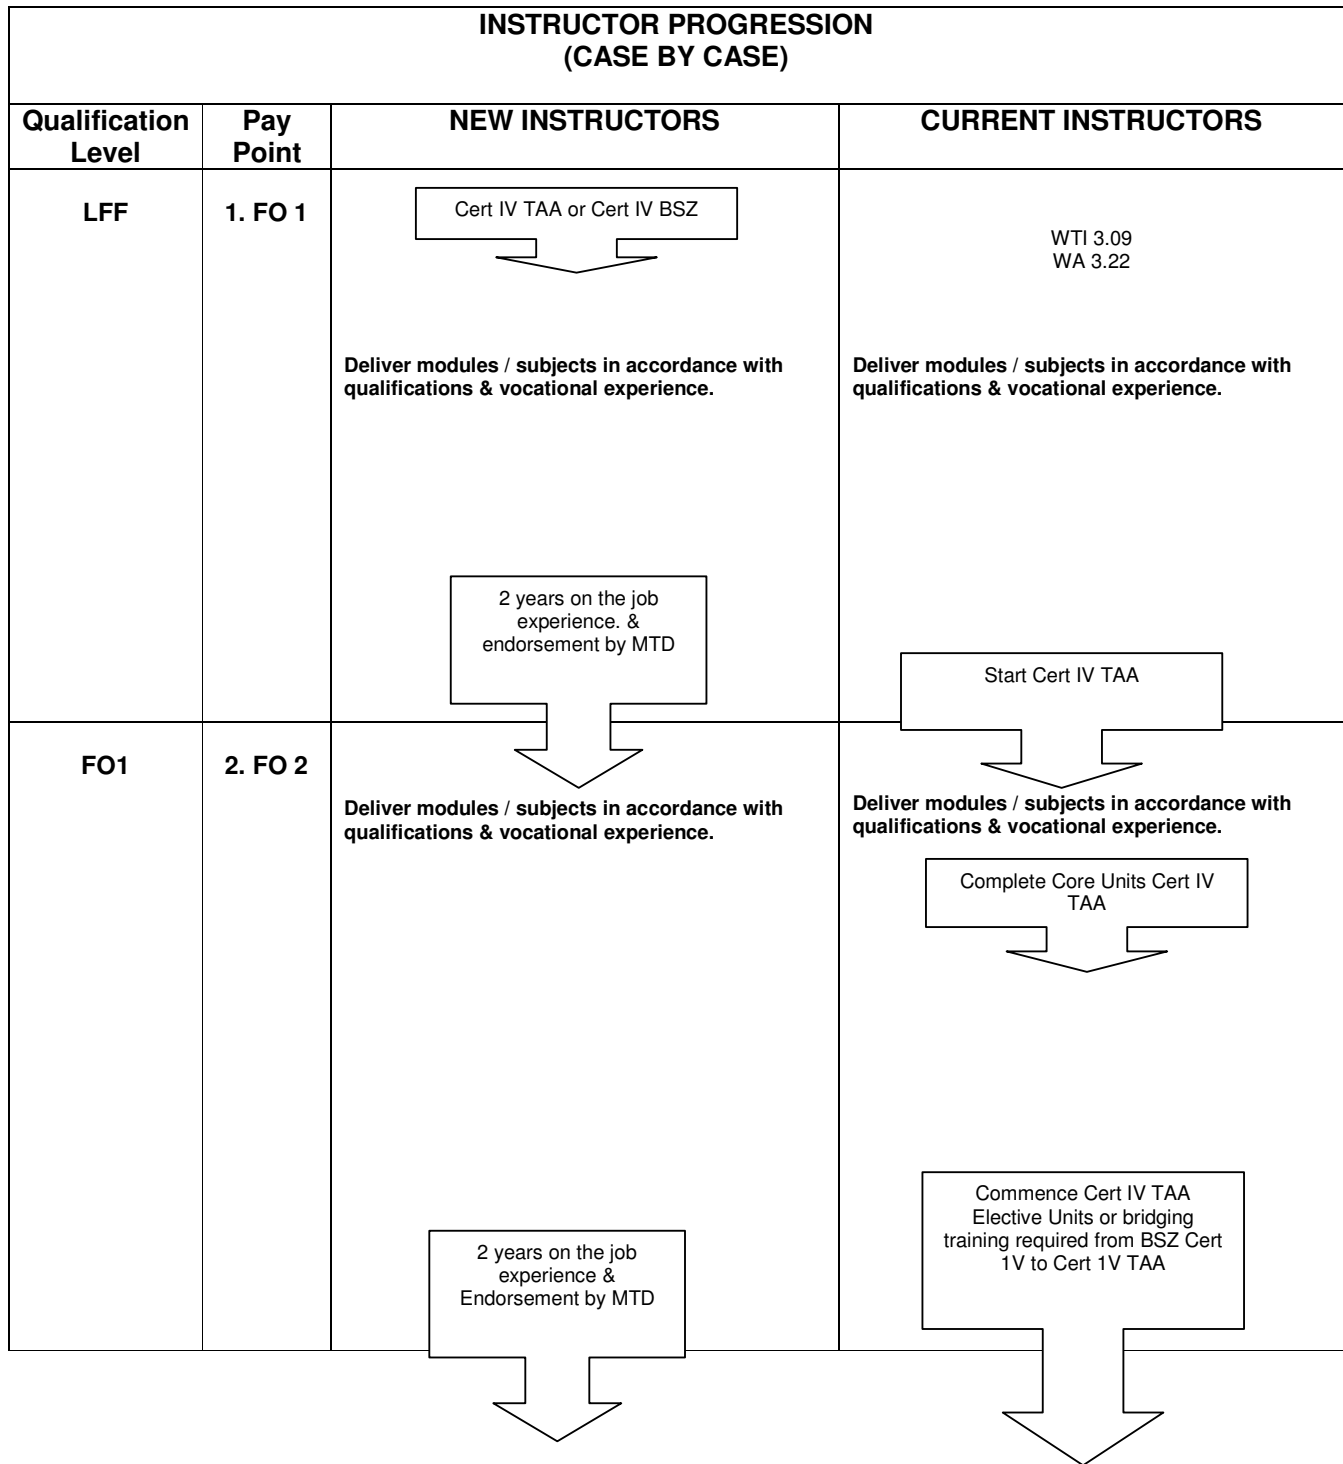 INSTRUCTOR PROGRESSION
(CASE BY CASE)
Qualification
Level
Pay
Point
NEW INSTRUCTORS
CURRENT INSTRUCTORS
LFF
1. FO 1
Cert IV TAA or Cert IV BSZ
WTI 3.09
WA 3.22
Deliver modules / subjects in accordance with
qualifications & vocational experience.
Deliver modules / subjects in accordance with
qualifications & vocational experience.
2 years on the job
experience. &
endorsement by MTD
Start Cert IV TAA
FO1
2. FO 2
Deliver modules / subjects in accordance with
qualifications & vocational experience.
Deliver modules / subjects in accordance with
qualifications & vocational experience.
Complete Core Units Cert IV
TAA
2 years on the job
experience &
Endorsement by MTD
Commence Cert IV TAA
Elective Units or bridging
training required from BSZ Cert
1V to Cert 1V TAA